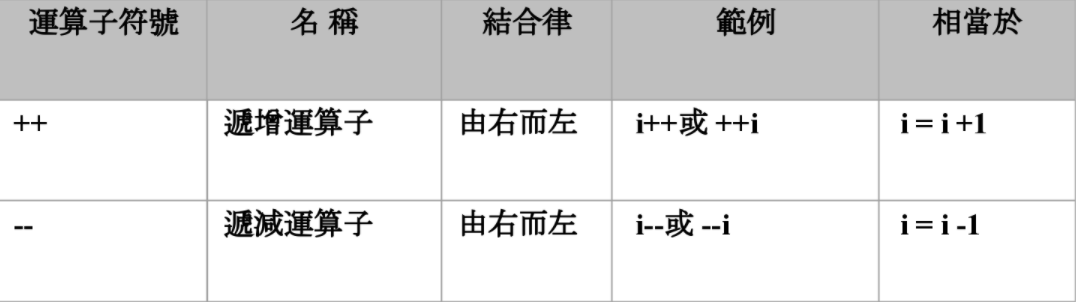 運算子符號 名 稱 結合律 範例 相當於
++ 遞增運算子 由右而左 i++或 ++i i = i +1
-- 遞減運算子 由右而左 i--或 --i i = i -1